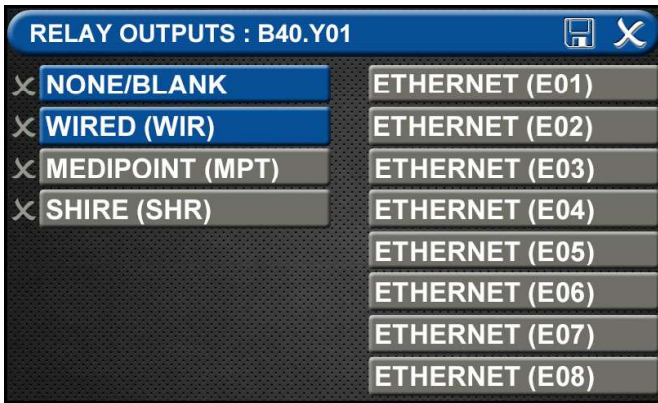 RELAY OUTPUTS : B40.Y01
NONE/BLANK
WIRED (WIR)
MEDIPOINT (MPT)
SHIRE (SHR)
ETHERNET (E01)
ETHERNET (E02)
ETHERNET (E03)
ETHERNET (E04)
ETHERNET (E05)
ETHERNET (E06)
ETHERNET (E07)
ETHERNET (E08)